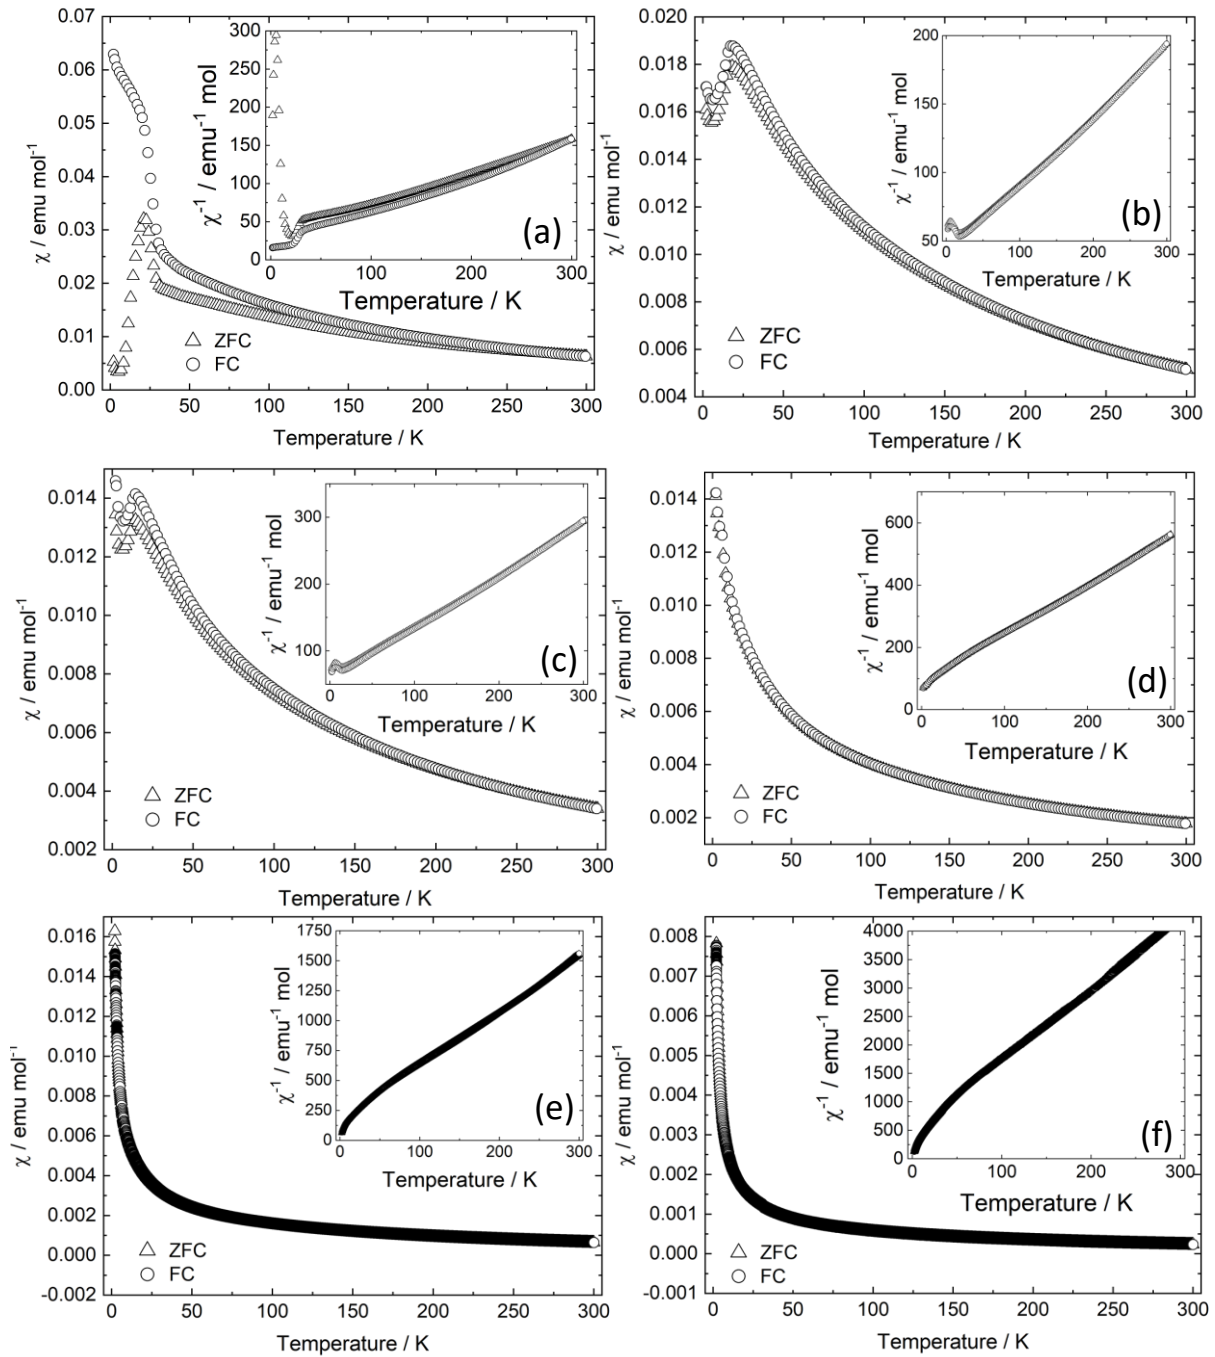 0.07
0.06
0.05
0.04
0.03
0.02
0.01
0.00
χ / emu mol⁻¹
0 50 100 150 200 250 300
Temperature / K
ZFC
FC
300
250
200
150
100
50
0
χ⁻¹ / emu⁻¹ mol
0 100 200 300
Temperature / K
(a)
0.020
0.018
0.016
0.014
0.012
0.010
0.008
0.006
0.004
χ / emu mol⁻¹
0 50 100 150 200 250 300
Temperature / K
ZFC
FC
200
150
100
50
χ⁻¹ / emu⁻¹ mol
0 100 200 300
Temperature / K
(b)
0.014
0.012
0.010
0.008
0.006
0.004
0.002
χ / emu mol⁻¹
0 50 100 150 200 250 300
Temperature / K
ZFC
FC
300
200
100
χ⁻¹ / emu⁻¹ mol
0 100 200 300
Temperature / K
(c)
0.014
0.012
0.010
0.008
0.006
0.004
0.002
χ / emu mol⁻¹
0 50 100 150 200 250 300
Temperature / K
ZFC
FC
600
400
200
0
χ⁻¹ / emu⁻¹ mol
0 100 200 300
Temperature / K
(d)
0.016
0.014
0.012
0.010
0.008
0.006
0.004
0.002
0.000
-0.002
χ / emu mol⁻¹
0 50 100 150 200 250 300
Temperature / K
ZFC
FC
1750
1500
1250
1000
750
500
250
0
χ⁻¹ / emu⁻¹ mol
0 100 200 300
Temperature / K
(e)
0.008
0.007
0.006
0.005
0.004
0.003
0.002
0.001
0.000
-0.001
χ / emu mol⁻¹
0 50 100 150 200 250 300
Temperature / K
ZFC
FC
4000
3500
3000
2500
2000
1500
1000
500
0
χ⁻¹ / emu⁻¹ mol
0 100 200 300
Temperature / K
(f)